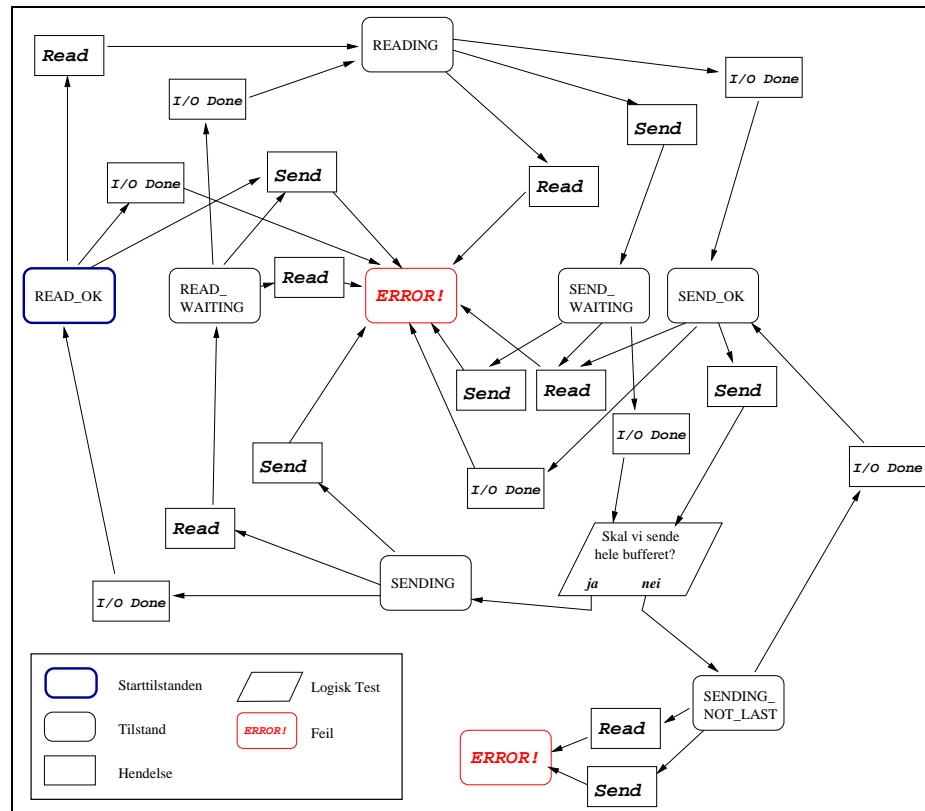 READING
Read
I/O Done
I/O Done
Send
Send
I/O Done
Read
READ_OK
READ_
WAITING
Read
ERROR!
SEND_
WAITING
SEND_OK
Send
Read
Send
I/O Done
Send
I/O Done
I/O Done
Read
Skal vi sende
hele bufferet?
ja nei
SENDING
I/O Done
Starttilstanden
Logisk Test
Tilstand
ERROR!
Feil
Hendelse
SENDING_
NOT_LAST
Read
ERROR!
Send